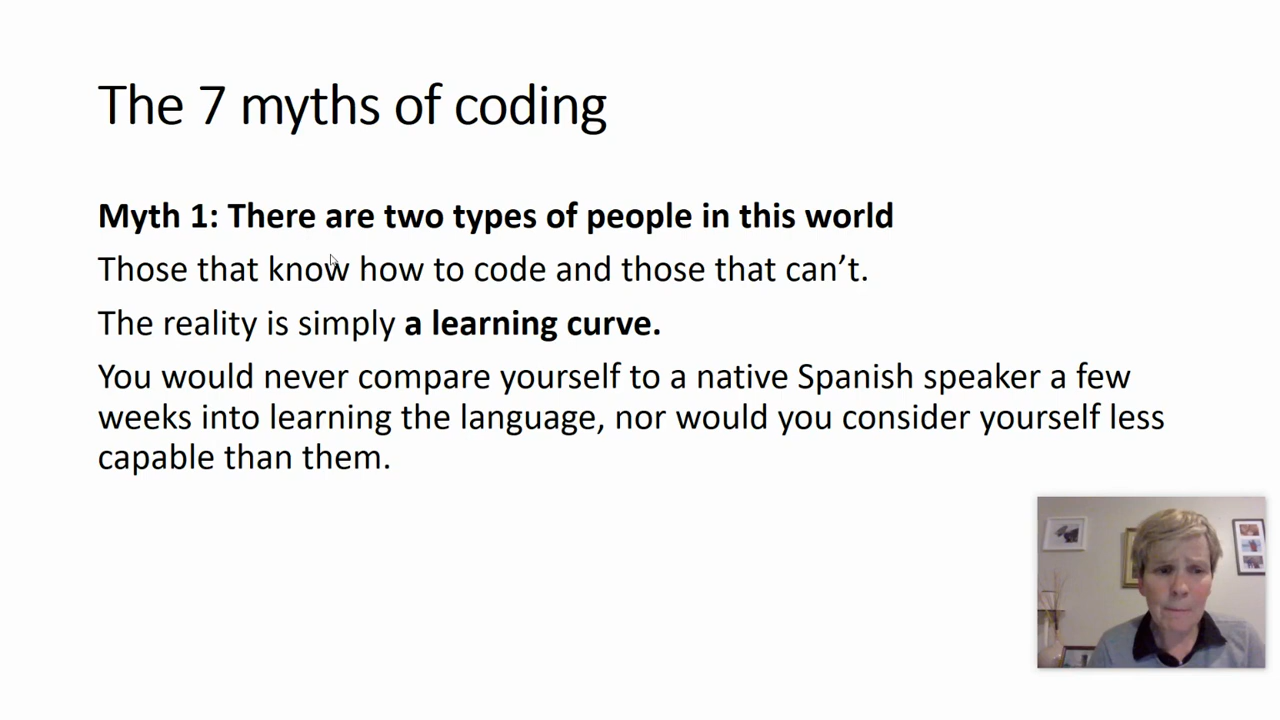 The 7 myths of coding
Myth 1: There are two types of people in this world
Those that know how to code and those that can’t.
The reality is simply a learning curve.
You would never compare yourself to a native Spanish speaker a few
weeks into learning the language, nor would you consider yourself less
capable than them.